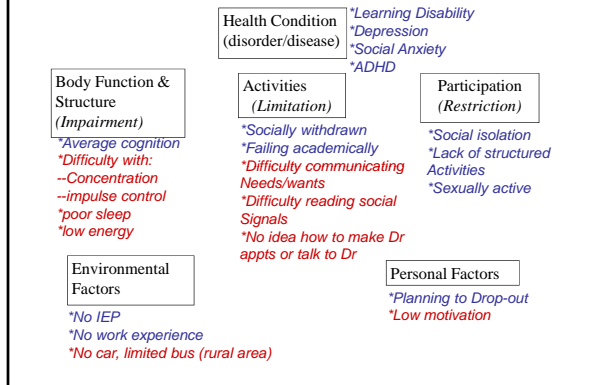 Health Condition
(disorder/disease)
*Learning Disability
*Depression
*Social Anxiety
*ADHD
Body Function &
Structure
(Impairment)
*Average cognition
*Difficulty with:
--Concentration
--impulse control
*poor sleep
*low energy
Activities
(Limitation)
*Socially withdrawn
*Failing academically
*Difficulty communicating
Needs/wants
*Difficulty reading social
Signals
*No idea how to make Dr
appts or talk to Dr
Participation
(Restriction)
*Social isolation
*Lack of structured
Activities
*Sexually active
Environmental
Factors
*No IEP
*No work experience
*No car, limited bus (rural area)
Personal Factors
*Planning to Drop-out
*Low motivation